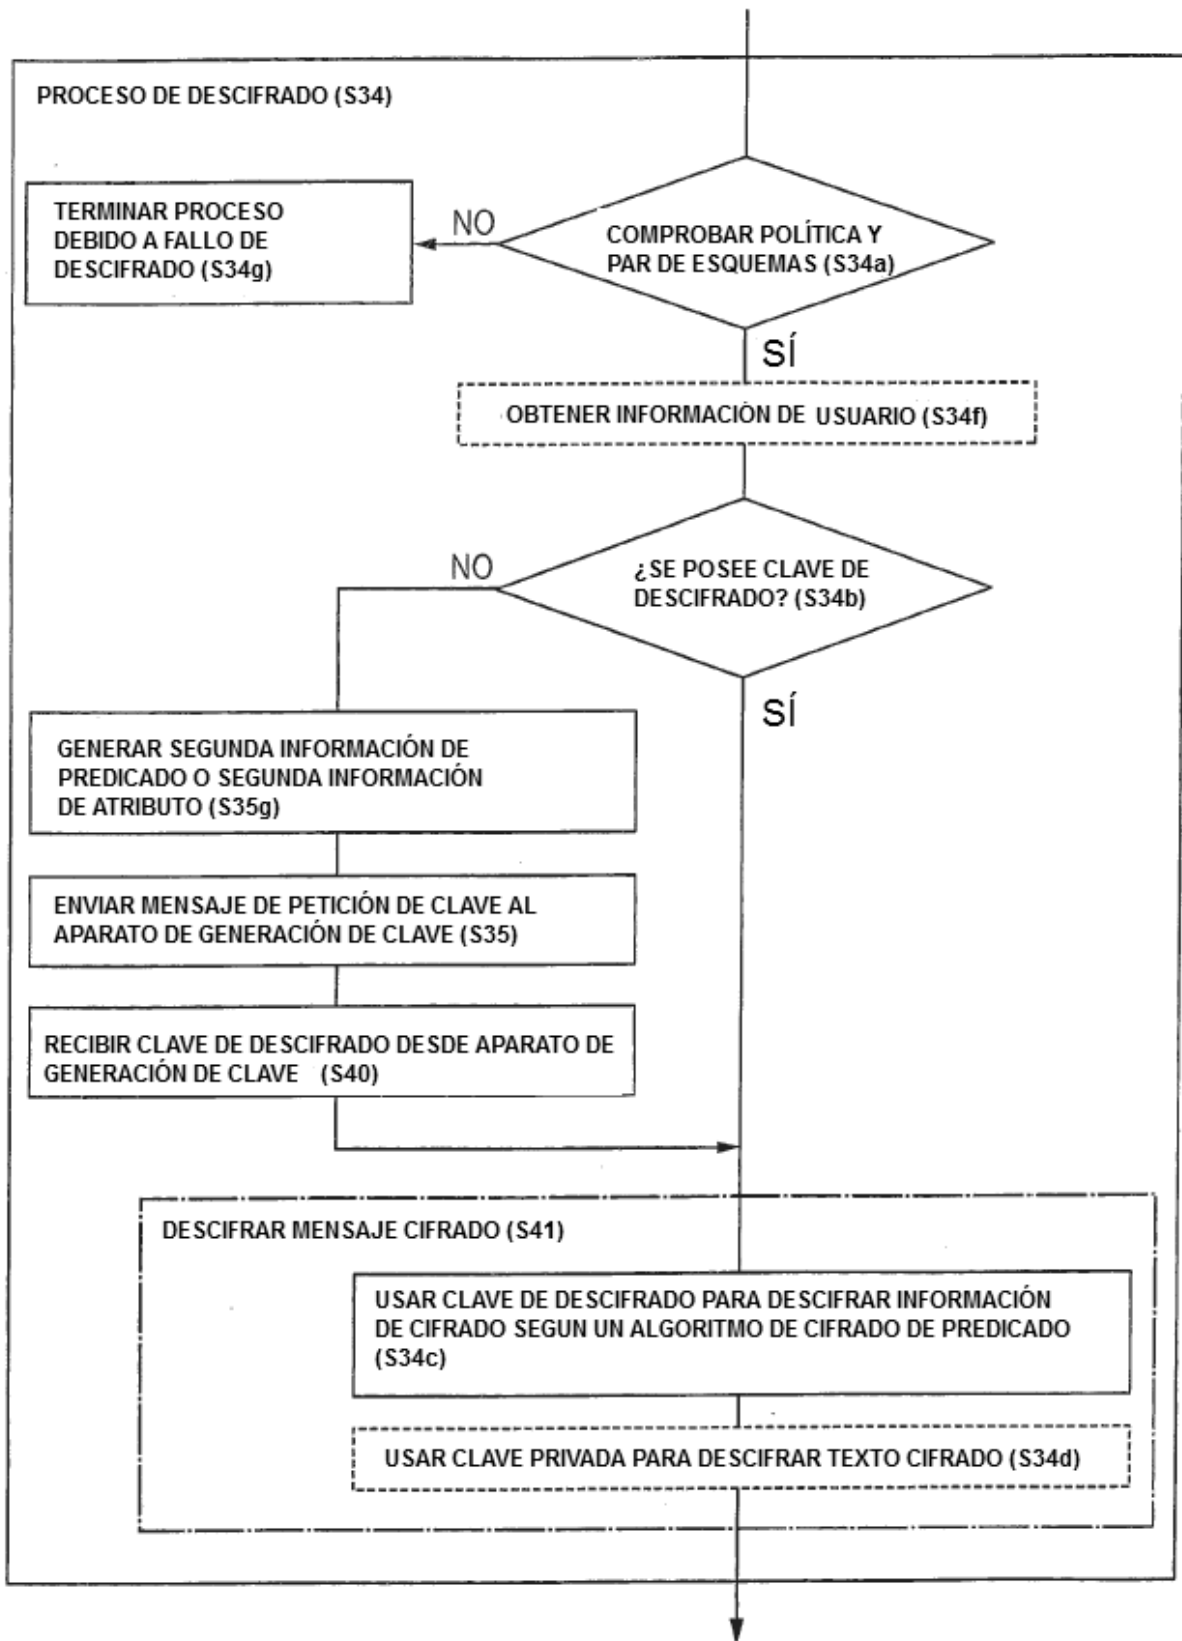 PROCESO DE DESCIFRADO (S34)
TERMINAR PROCESO
DEBIDO A FALLO DE
DESCIFRADO (S34g)
NO
COMPROBAR POLÍTICA Y
PAR DE ESQUEMAS (S34a)
SÍ
OBTENER INFORMACIÓN DE USUARIO (S34f)
NO
¿SE POSEE CLAVE DE
DESCIFRADO? (S34b)
SÍ
GENERAR SEGUNDA INFORMACIÓN DE
PREDICADO O SEGUNDA INFORMACIÓN
DE ATRIBUTO (S35g)
ENVIAR MENSAJE DE PETICIÓN DE CLAVE AL
APARATO DE GENERACIÓN DE CLAVE (S35)
RECIBIR CLAVE DE DESCIFRADO DESDE APARATO DE
GENERACIÓN DE CLAVE (S40)
DESCIFRAR MENSAJE CIFRADO (S41)
USAR CLAVE DE DESCIFRADO PARA DESCIFRAR INFORMACIÓN
DE CIFRADO SEGUN UN ALGORITMO DE CIFRADO DE PREDICADO
(S34c)
USAR CLAVE PRIVADA PARA DESCIFRAR TEXTO CIFRADO (S34d)